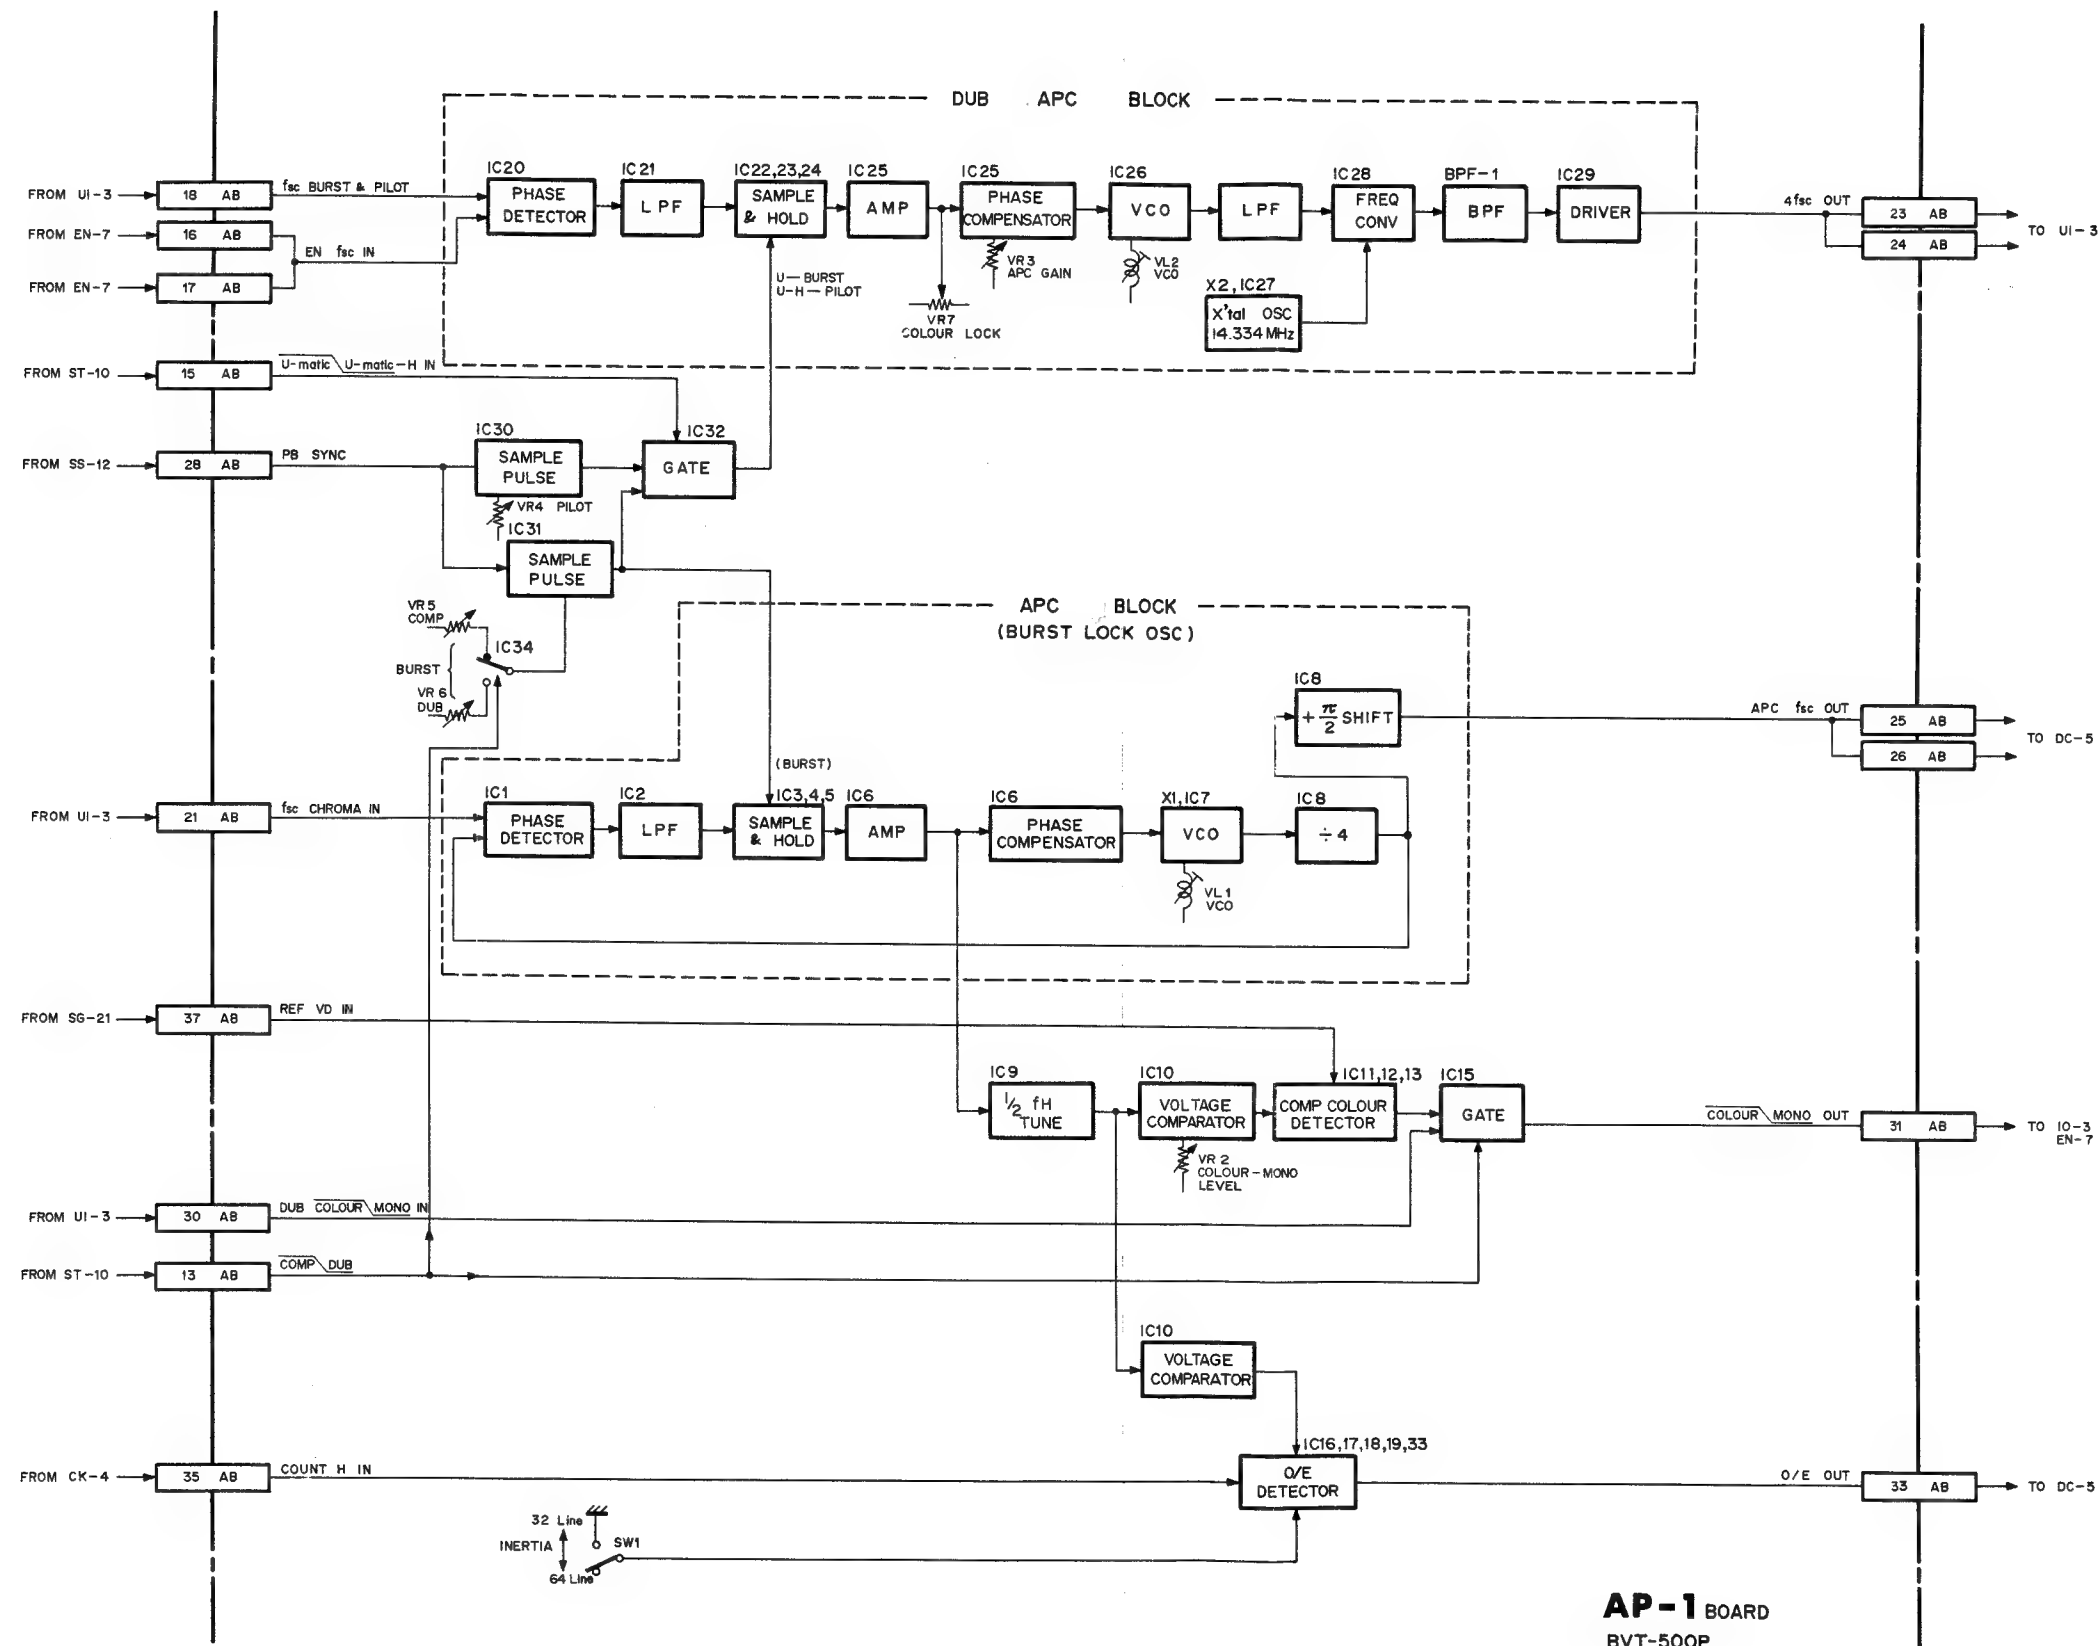 DUB APC BLOCK
IC20
PHASE
DETECTOR
IC21
LPF
IC22,23,24
SAMPLE
& HOLD
IC25
AMP
IC25
PHASE
COMPENSATOR
IC26
VCO
LPF
IC28
FREQ
CONV
BPF-1
BPF
IC29
DRIVER
FROM UI-3
18 AB
fsc BURST & PILOT
FROM EN-7
16 AB
EN fsc IN
FROM EN-7
17 AB
4fsc OUT
23 AB
24 AB
TO UI-3
VR3
APC GAIN
VL2
VCO
U—BURST
U-H—PILOT
VR7
COLOUR LOCK
X2, IC27
X'tal OSC
14.334 MHz
FROM ST-10
15 AB
U-matic U-matic-H IN
FROM SS-12
28 AB
PB SYNC
IC30
SAMPLE
PULSE
VR4 PILOT
IC32
GATE
IC31
SAMPLE
PULSE
VR5
COMP
IC34
BURST
VR6
DUB
APC BLOCK
(BURST LOCK OSC)
IC8
+ π/2 SHIFT
APC fsc OUT
25 AB
26 AB
TO DC-5
(BURST)
FROM UI-3
21 AB
fsc CHROMA IN
IC1
PHASE
DETECTOR
IC2
LPF
IC3,4,5
SAMPLE
& HOLD
IC6
AMP
IC6
PHASE
COMPENSATOR
X1, IC7
VCO
IC8
÷4
VL1
VCO
FROM SG-21
37 AB
REF VD IN
IC9
1/2 fH
TUNE
IC10
VOLTAGE
COMPARATOR
IC11,12,13
COMP COLOUR
DETECTOR
IC15
GATE
COLOUR MONO OUT
31 AB
TO IO-3
EN-7
VR2
COLOUR-MONO
LEVEL
FROM UI-3
30 AB
DUB COLOUR MONO IN
FROM ST-10
13 AB
COMP DUB
IC10
VOLTAGE
COMPARATOR
FROM CK-4
35 AB
COUNT H IN
IC16,17,18,19,33
O/E
DETECTOR
O/E OUT
33 AB
TO DC-5
32 Line
INERTIA
SW1
64 Line
AP-1 BOARD
BVT-500P